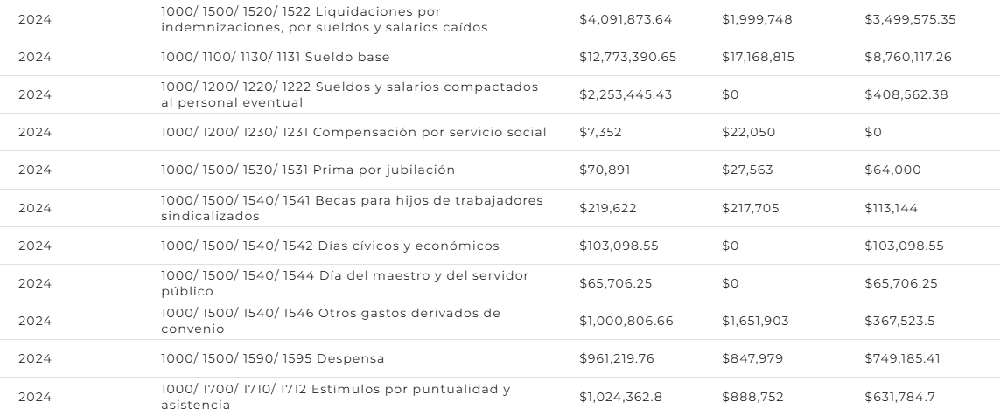 2024
1000/ 1500/ 1520/ 1522 Liquidaciones por
indemnizaciones, por sueldos y salarios caídos
$4,091,873.64
$1,999,748
$3,499,575.35
2024
1000/ 1100/ 1130/ 1131 Sueldo base
$12,773,390.65
$17,168,815
$8,760,117.26
2024
1000/ 1200/ 1220/ 1222 Sueldos y salarios compactados
al personal eventual
$2,253,445.43
$0
$408,562.38
2024
1000/ 1200/ 1230/ 1231 Compensación por servicio social
$7,352
$22,050
$0
2024
1000/ 1500/ 1530/ 1531 Prima por jubilación
$70,891
$27,563
$64,000
2024
1000/ 1500/ 1540/ 1541 Becas para hijos de trabajadores
sindicalizados
$219,622
$217,705
$113,144
2024
1000/ 1500/ 1540/ 1542 Días cívicos y económicos
$103,098.55
$0
$103,098.55
2024
1000/ 1500/ 1540/ 1544 Día del maestro y del servidor
público
$65,706.25
$0
$65,706.25
2024
1000/ 1500/ 1540/ 1546 Otros gastos derivados de
convenio
$1,000,806.66
$1,651,903
$367,523.5
2024
1000/ 1500/ 1590/ 1595 Despensa
$961,219.76
$847,979
$749,185.41
2024
1000/ 1700/ 1710/ 1712 Estímulos por puntualidad y
asistencia
$1,024,362.8
$888,752
$631,784.7